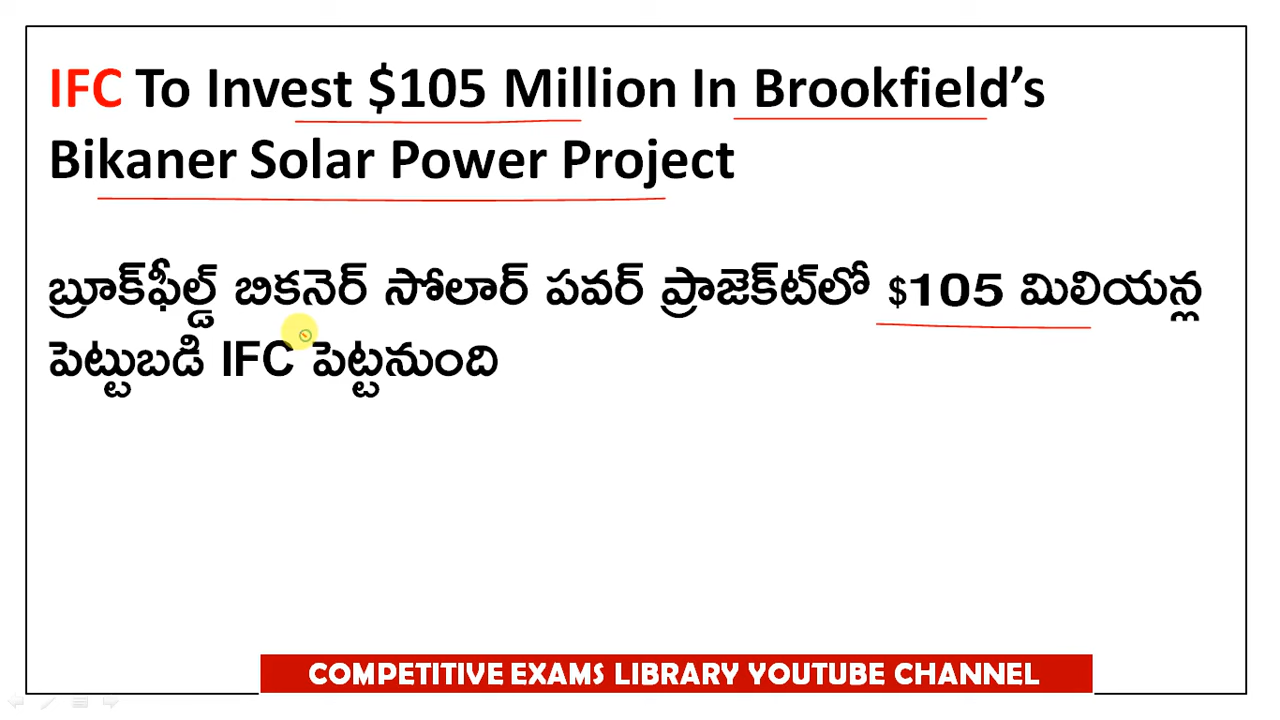 IFC To Invest $105 Million In Brookfield’s
Bikaner Solar Power Project
బ్రూక్‌ఫీల్డ్ బికనెర్ సోలార్ పవర్ ప్రాజెక్ట్‌లో $105 మిలియన్ల
పెట్టుబడి IFC పెట్టనుంది
COMPETITIVE EXAMS LIBRARY YOUTUBE CHANNEL